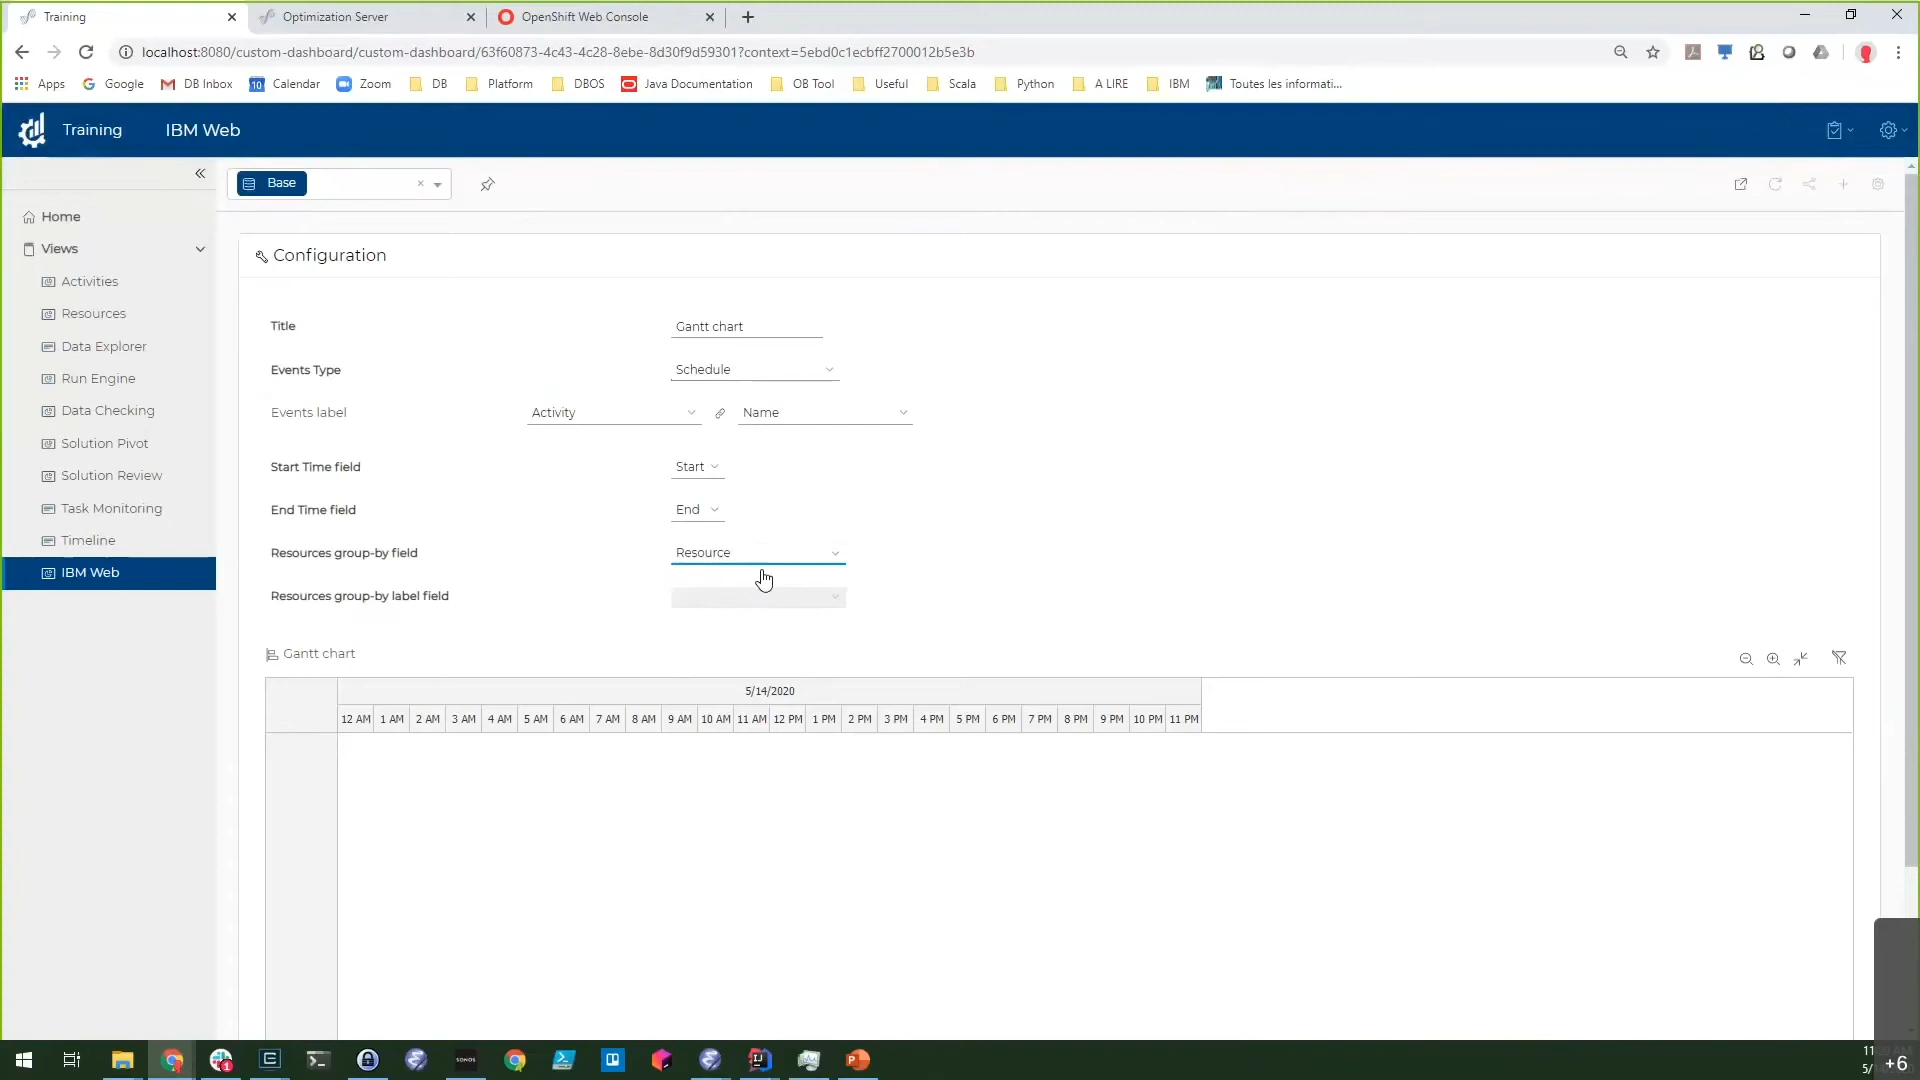 Training
Optimization Server
OpenShift Web Console
localhost:8080/custom-dashboard/custom-dashboard/63f60873-4c43-4c28-8ebe-8d30f9d59301?context=5ebd0c1ecbff2700012b5e3b
Apps Google DB Inbox Calendar Zoom DB Platform DBOS Java Documentation OB Tool Useful Scala Python A LIRE IBM Toutes les informati...
Training IBM Web
Base
Home
Views
Activities
Resources
Data Explorer
Run Engine
Data Checking
Solution Pivot
Solution Review
Task Monitoring
Timeline
IBM Web
Configuration
Title Gantt chart
Events Type Schedule
Events label Activity Name
Start Time field Start
End Time field End
Resources group-by field Resource
Resources group-by label field
Gantt chart
5/14/2020
12 AM 1 AM 2 AM 3 AM 4 AM 5 AM 6 AM 7 AM 8 AM 9 AM 10 AM 11 AM 12 PM 1 PM 2 PM 3 PM 4 PM 5 PM 6 PM 7 PM 8 PM 9 PM 10 PM 11 PM
SONOS
+6